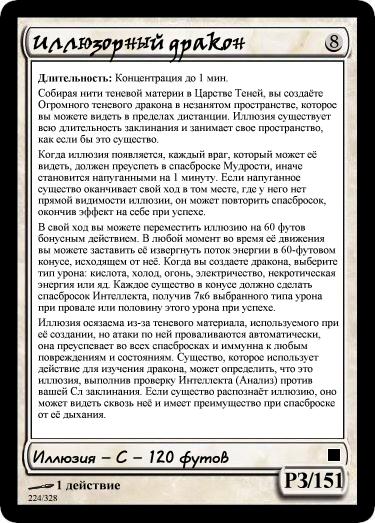 Иллюзорный дракон
8
Длительность: Концентрация до 1 мин.
Собирая нити теневой материи в Царстве Теней, вы создаёте
Огромного теневого дракона в незанятом пространстве, которое
вы можете видеть в пределах дистанции. Иллюзия существует
всю длительность заклинания и занимает свое пространство,
как если бы это существо.
Когда иллюзия появляется, каждый враг, который может её
видеть, должен преуспеть в спасброске Мудрости, иначе
становится напуганными на 1 минуту. Если напуганное
существо оканчивает свой ход в том месте, где у него нет
прямой видимости иллюзии, он может повторить спасбросок,
окончив эффект на себе при успехе.
В свой ход вы можете переместить иллюзию на 60 футов
бонусным действием. В любой момент во время её движения
вы можете заставить её извергнуть поток энергии в 60-футовом
конусе, исходящем от неё. Когда вы создаете дракона, выберите
тип урона: кислота, холод, огонь, электричество, некротическая
энергия или яд. Каждое существо в конусе должно сделать
спасбросок Интеллекта, получив 7к6 выбранного типа урона
при провале или половину этого урона при успехе.
Иллюзия осязаема из-за теневого материала, используемого при
её создании, но атаки по ней проваливаются автоматически,
она преуспевает во всех спасбросках и иммунна к любым
повреждениям и состояниям. Существо, которое использует
действие для изучения дракона, может определить, что это
иллюзия, выполнив проверку Интеллекта (Анализ) против
вашей Сл заклинания. Если существо распознаёт иллюзию, оно
может видеть сквозь неё и имеет преимущество при спасброске
от её дыхания.
Иллюзия – С – 120 футов
1 действие
P3/151
224/328